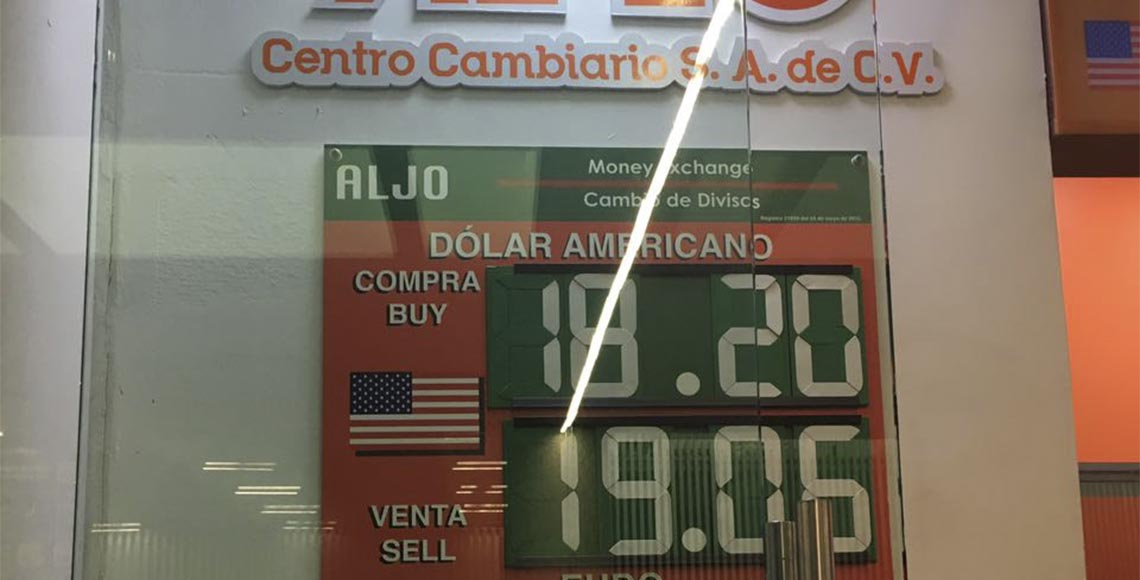 Centro Cambiario S. A. de C.V.
ALJO
Money Exchange
Cambio de Divisas
DÓLAR AMERICANO
COMPRA
BUY
18.20
19.05
VENTA
SELL
EURO